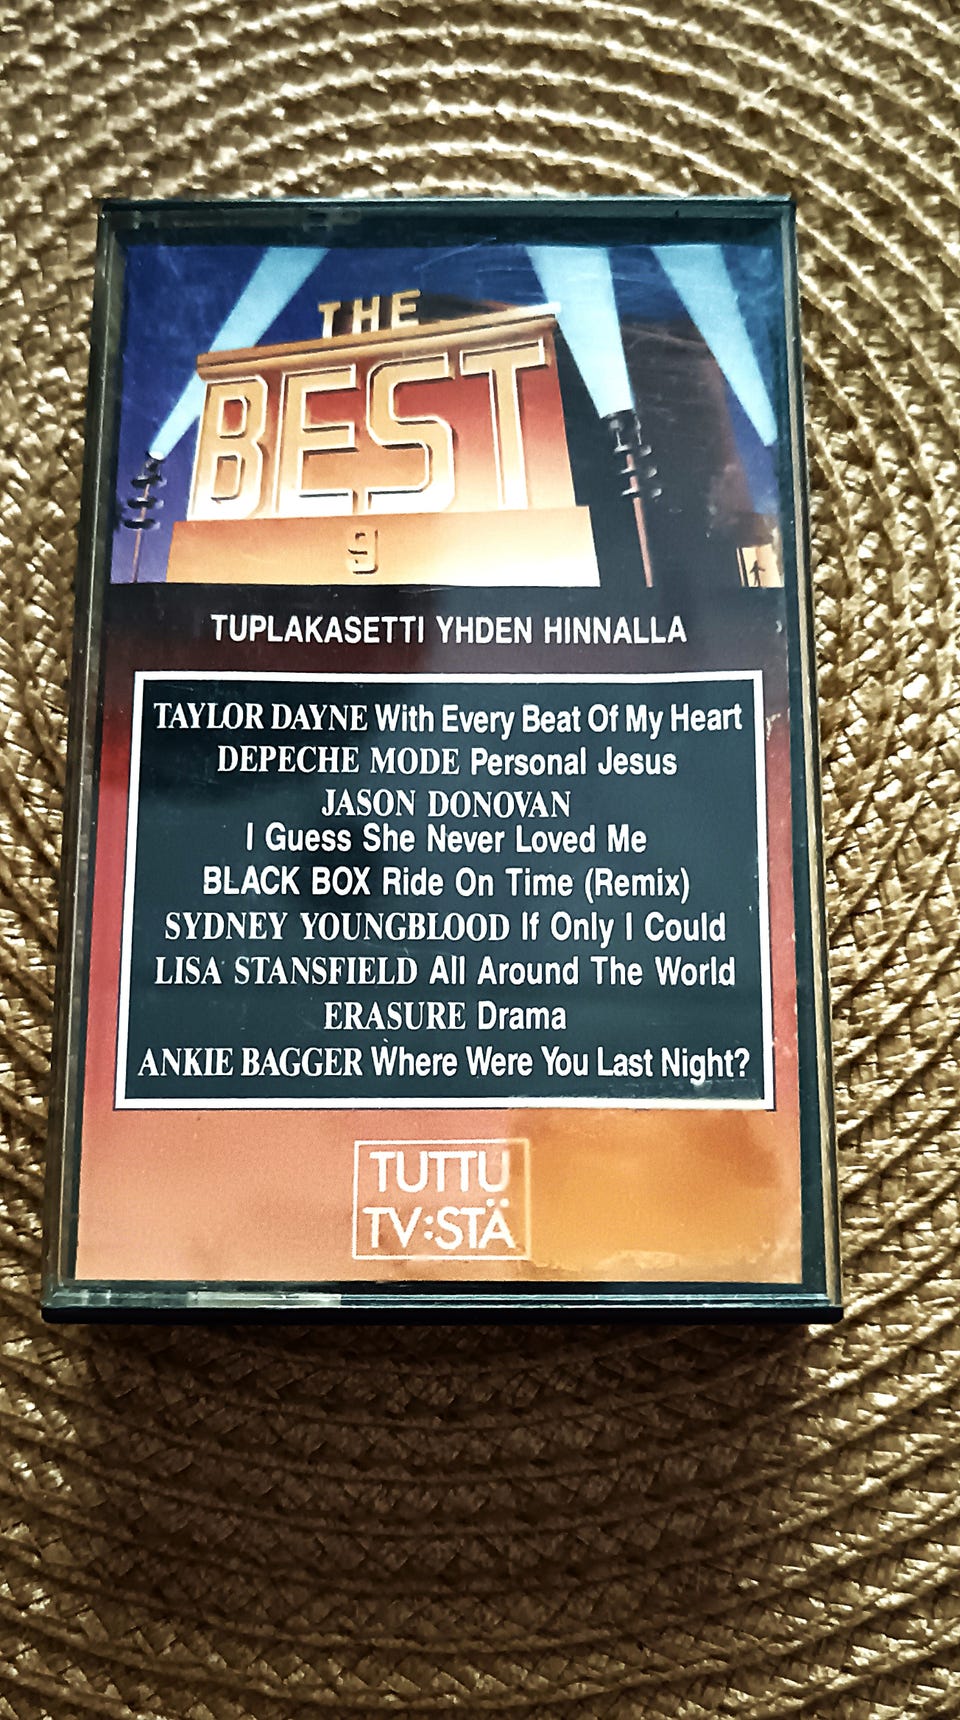 THE
BEST
9
TUPLAKASETTI YHDEN HINNALLA
TAYLOR DAYNE With Every Beat Of My Heart
DEPECHE MODE Personal Jesus
JASON DONOVAN
I Guess She Never Loved Me
BLACK BOX Ride On Time (Remix)
SYDNEY YOUNGBLOOD If Only I Could
LISA STANSFIELD All Around The World
ERASURE Drama
ANKIE BAGGER Where Were You Last Night?
TUTTU
TV:STÄ